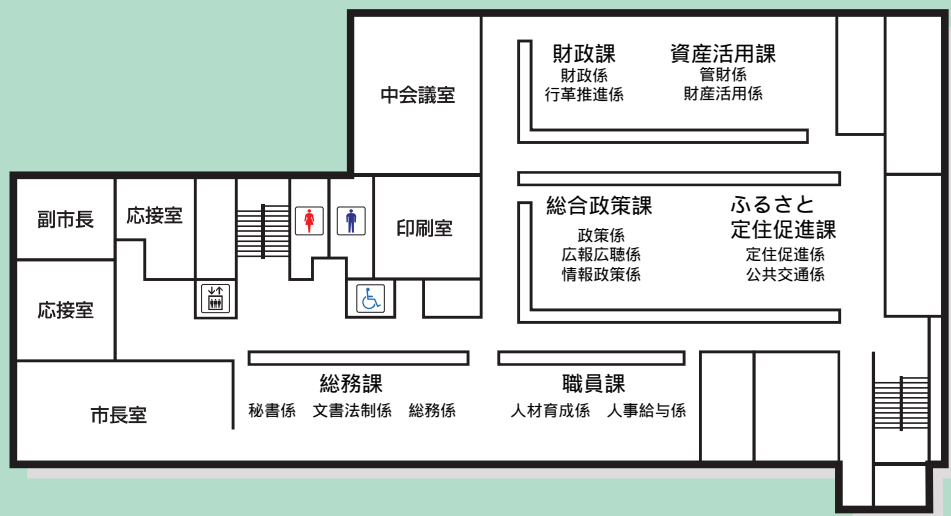 中会議室
財政課
財政係
行革推進係
資産活用課
管財係
財産活用係
副市長
応接室
印刷室
総合政策課
政策係
広報広聴係
情報政策係
ふるさと
定住促進課
定住促進係
公共交通係
応接室
市長室
総務課
秘書係 文書法制係 総務係
職員課
人材育成係 人事給与係